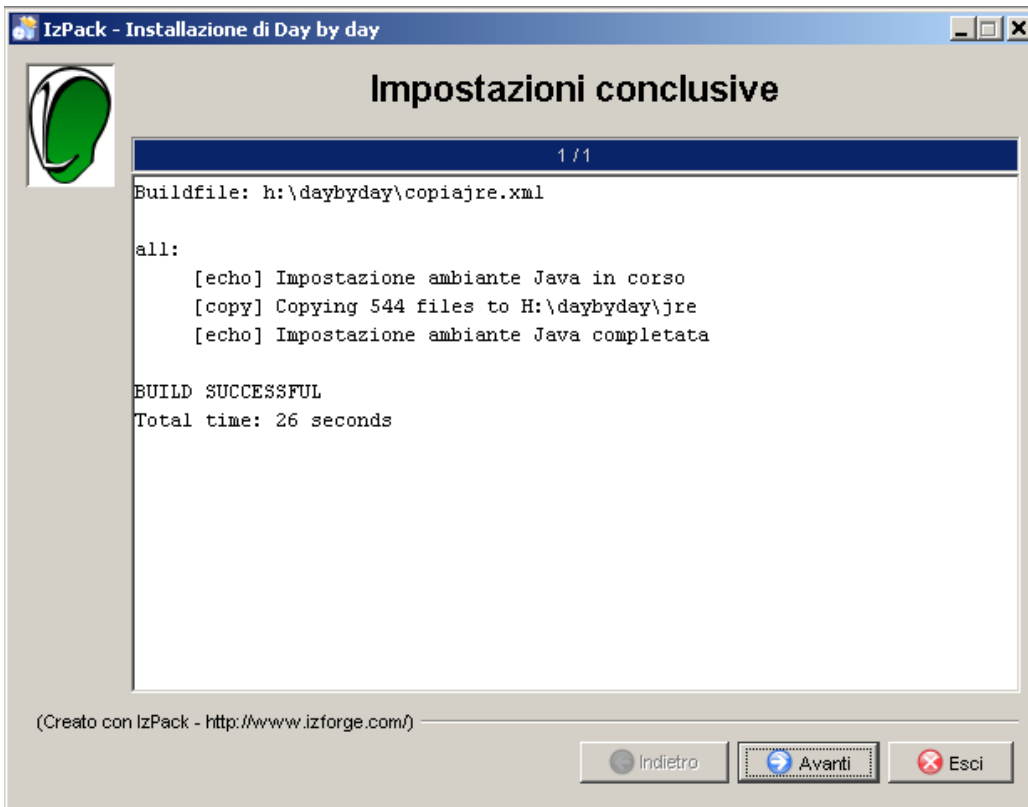 IzPack - Installazione di Day by day
Impostazioni conclusive
1 / 1
Buildfile: h:\daybyday\copiajre.xml
all:
[echo] Impostazione ambiante Java in corso
[copy] Copying 544 files to H:\daybyday\jre
[echo] Impostazione ambiante Java completata
BUILD SUCCESSFUL
Total time: 26 seconds
(Creato con IzPack - http://www.izforge.com/)
Indietro
Avanti
Esci